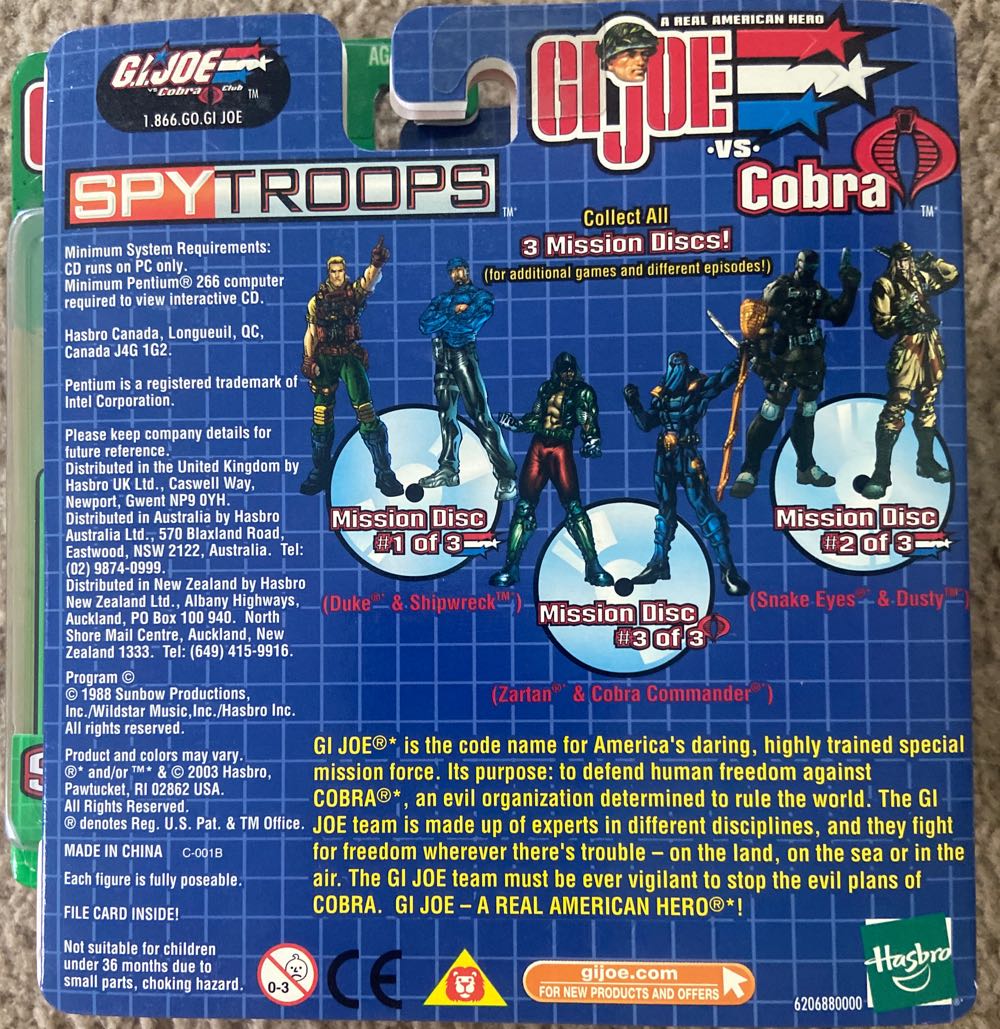 AG
GI JOE
vs Cobra Club TM
1.866.GO.GI JOE
A REAL AMERICAN HERO
GI JOE
•VS•
Cobra
TM*
SPYTROOPS
TM*
Collect All
3 Mission Discs!
(for additional games and different episodes!)
Minimum System Requirements:
CD runs on PC only.
Minimum Pentium® 266 computer
required to view interactive CD.
Hasbro Canada, Longueuil, QC,
Canada J4G 1G2.
Pentium is a registered trademark of
Intel Corporation.
Please keep company details for
future reference.
Distributed in the United Kingdom by
Hasbro UK Ltd., Caswell Way,
Newport, Gwent NP9 0YH.
Distributed in Australia by Hasbro
Australia Ltd., 570 Blaxland Road,
Eastwood, NSW 2122, Australia. Tel:
(02) 9874-0999.
Distributed in New Zealand by Hasbro
New Zealand Ltd., Albany Highways,
Auckland, PO Box 100 940. North
Shore Mail Centre, Auckland, New
Zealand 1333. Tel: (649) 415-9916.
Program ©
© 1988 Sunbow Productions,
Inc./Wildstar Music,Inc./Hasbro Inc.
All rights reserved.
Product and colors may vary.
®* and/or ™* & © 2003 Hasbro,
Pawtucket, RI 02862 USA.
All Rights Reserved.
® denotes Reg. U.S. Pat. & TM Office.
MADE IN CHINA C-001B
Each figure is fully poseable.
FILE CARD INSIDE!
Not suitable for children
under 36 months due to
small parts, choking hazard.
Mission Disc
#1 of 3
(Duke®* & Shipwreck™*)
Mission Disc
#2 of 3
(Snake Eyes®* & Dusty™*)
Mission Disc
#3 of 3
(Zartan®* & Cobra Commander®*)
GI JOE®* is the code name for America's daring, highly trained special
mission force. Its purpose: to defend human freedom against
COBRA®*, an evil organization determined to rule the world. The GI
JOE team is made up of experts in different disciplines, and they fight
for freedom wherever there's trouble – on the land, on the sea or in the
air. The GI JOE team must be ever vigilant to stop the evil plans of
COBRA. GI JOE – A REAL AMERICAN HERO®*!
0-3
CE
gijoe.com
FOR NEW PRODUCTS AND OFFERS
6206880000
Hasbro
®*